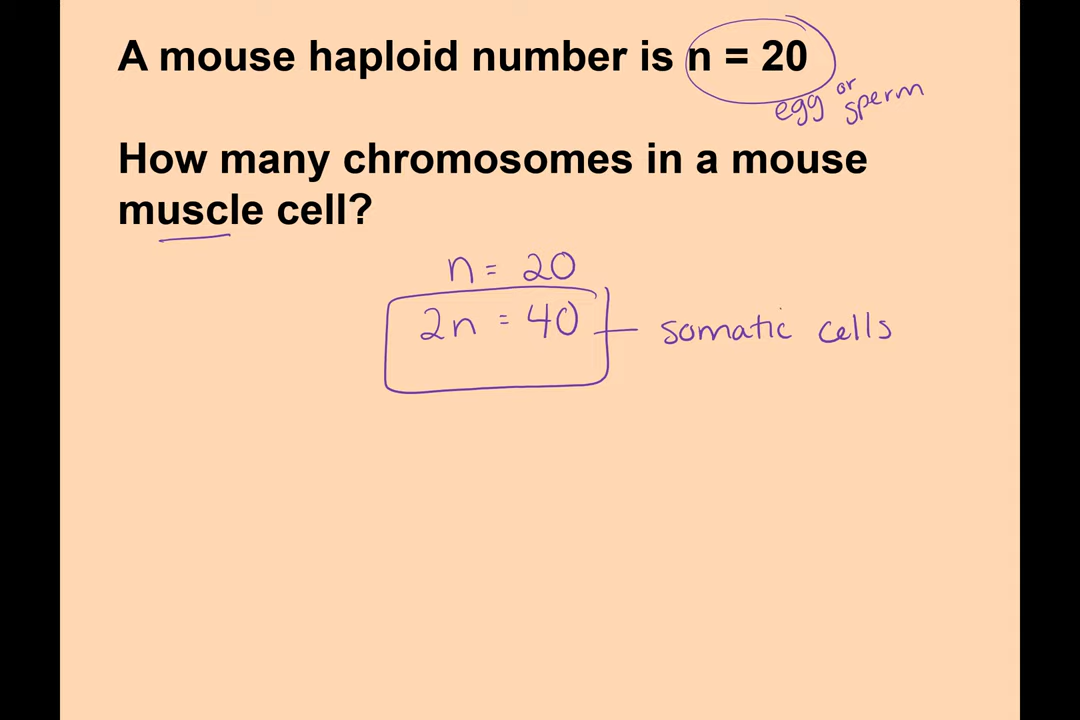 A mouse haploid number is n = 20
egg or sperm
How many chromosomes in a mouse
muscle cell?
n = 20
2n = 40 — somatic cells